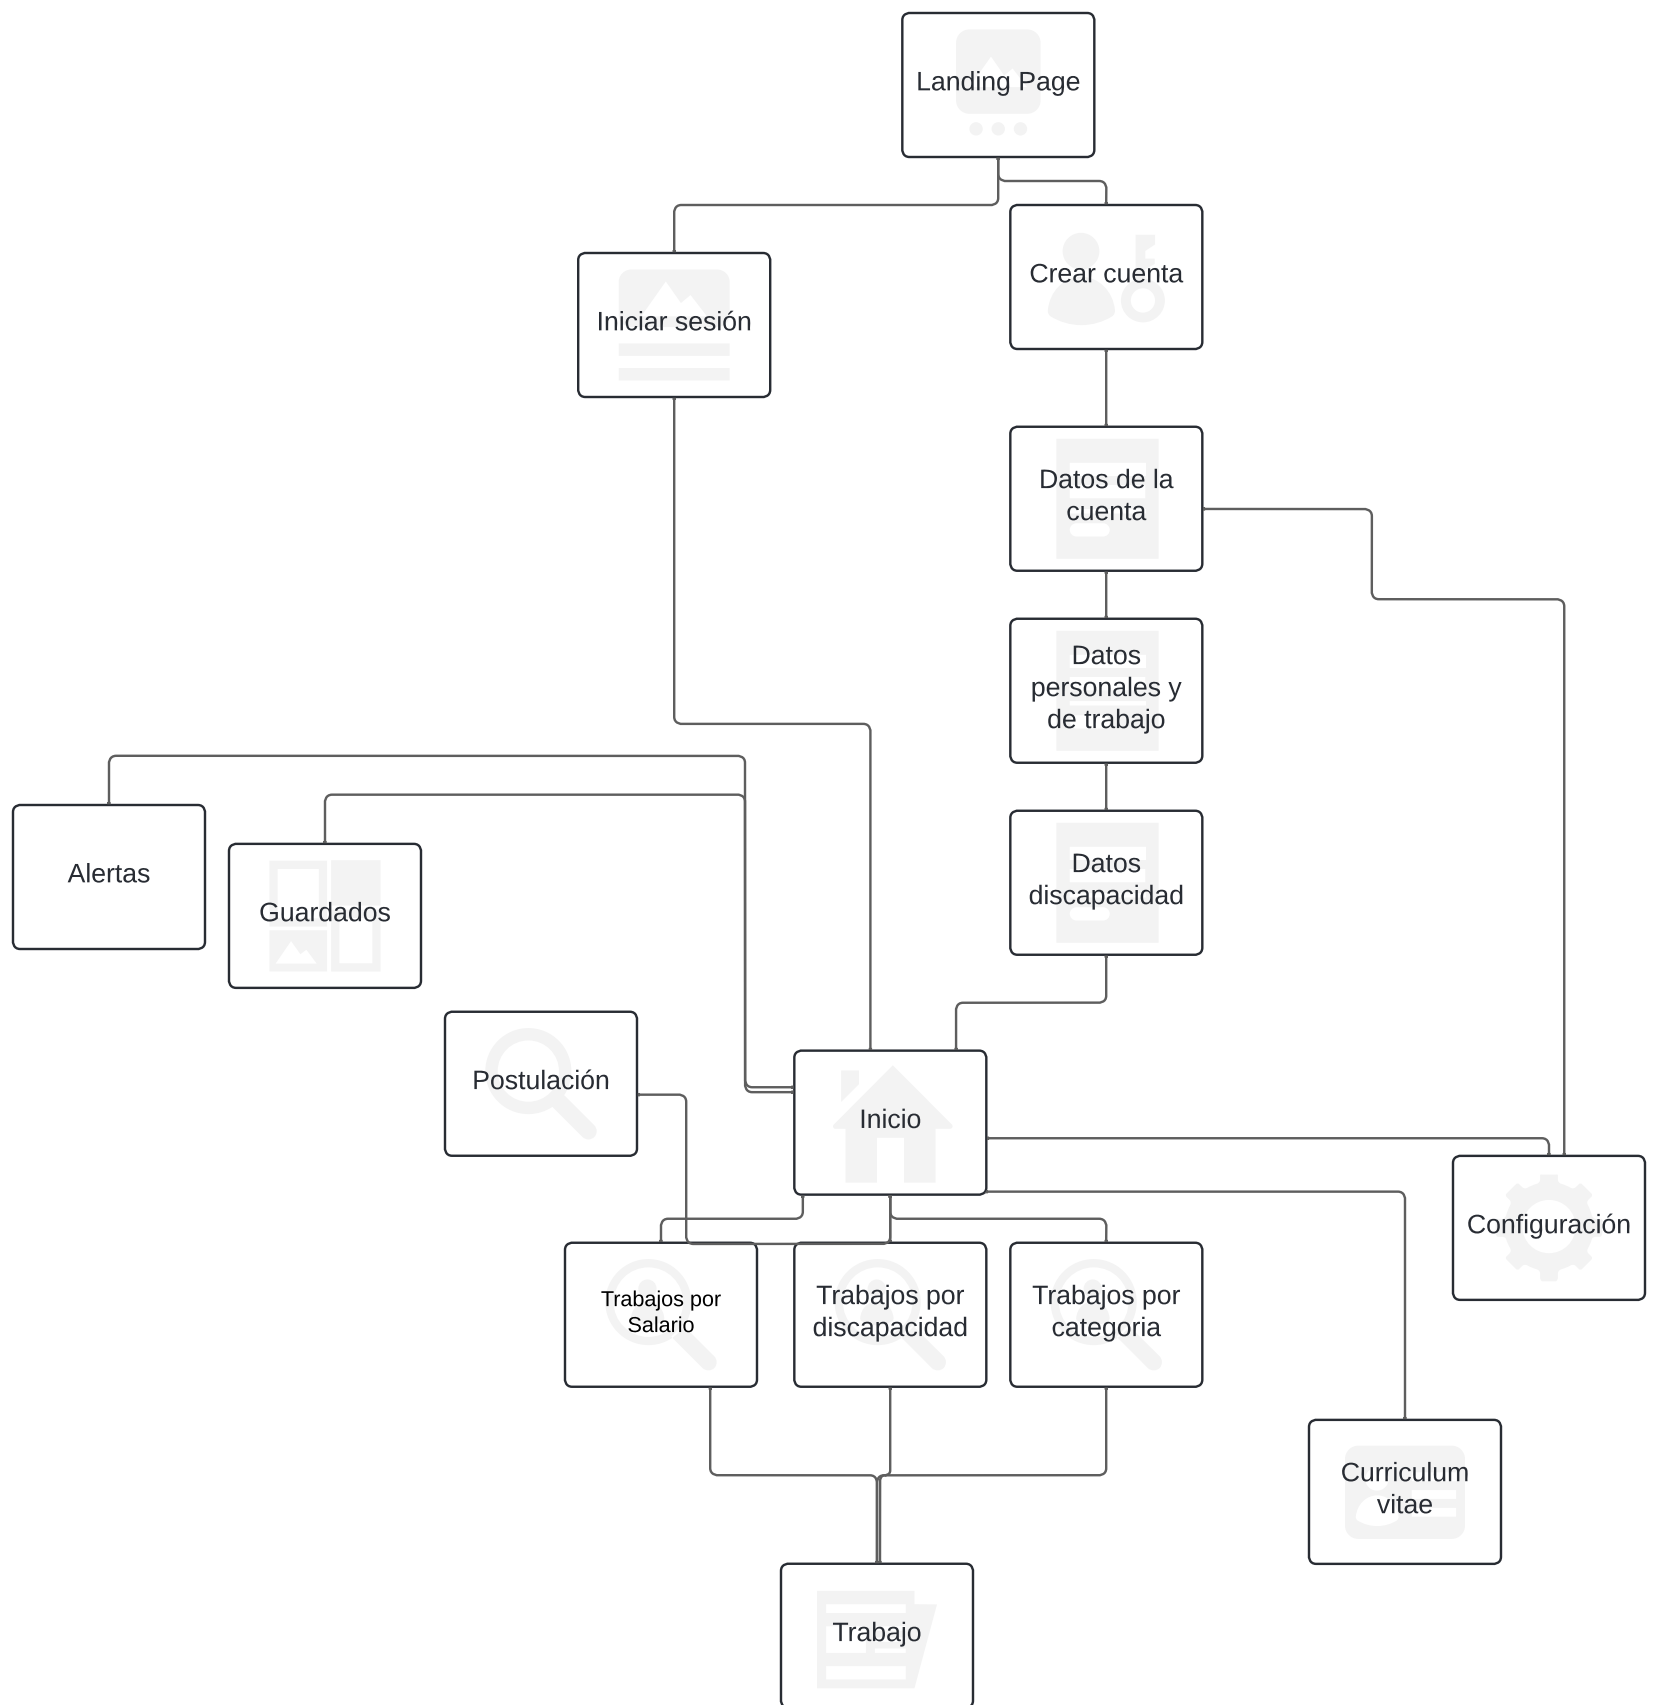 Landing Page
Crear cuenta
Iniciar sesión
Datos de la
cuenta
Datos
personales y
de trabajo
Datos
discapacidad
Alertas
Guardados
Postulación
Inicio
Configuración
Trabajos por
Salario
Trabajos por
discapacidad
Trabajos por
categoria
Curriculum
vitae
Trabajo